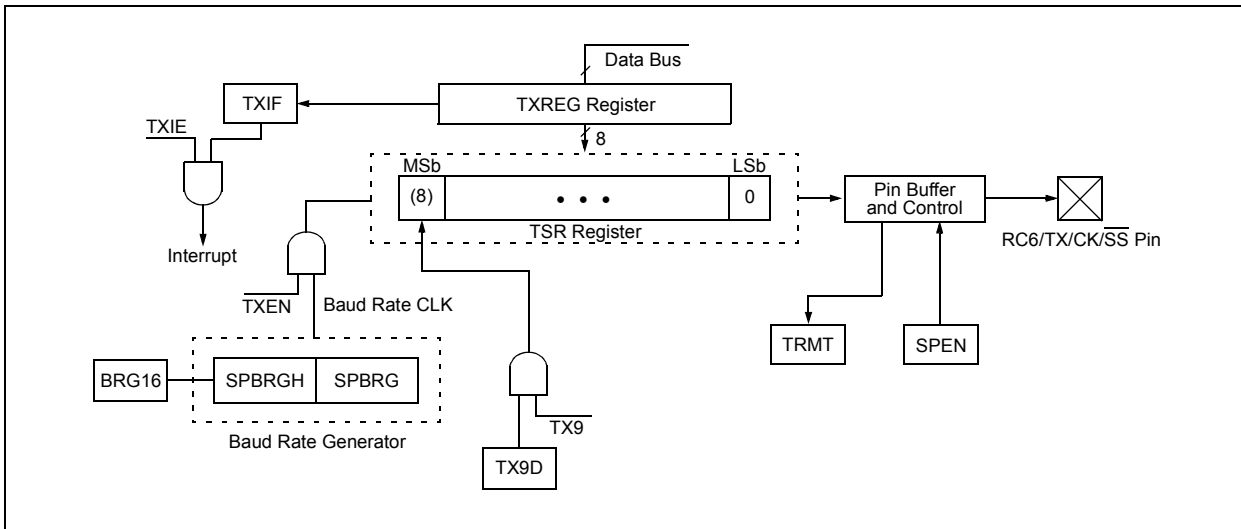 Data Bus
TXIF
TXREG Register
TXIE
8
MSb
LSb
(8)
• • •
0
Pin Buffer
and Control
TSR Register
Interrupt
RC6/TX/CK/S̅S̅ Pin
TXEN
Baud Rate CLK
TRMT
SPEN
BRG16
SPBRGH
SPBRG
TX9
Baud Rate Generator
TX9D